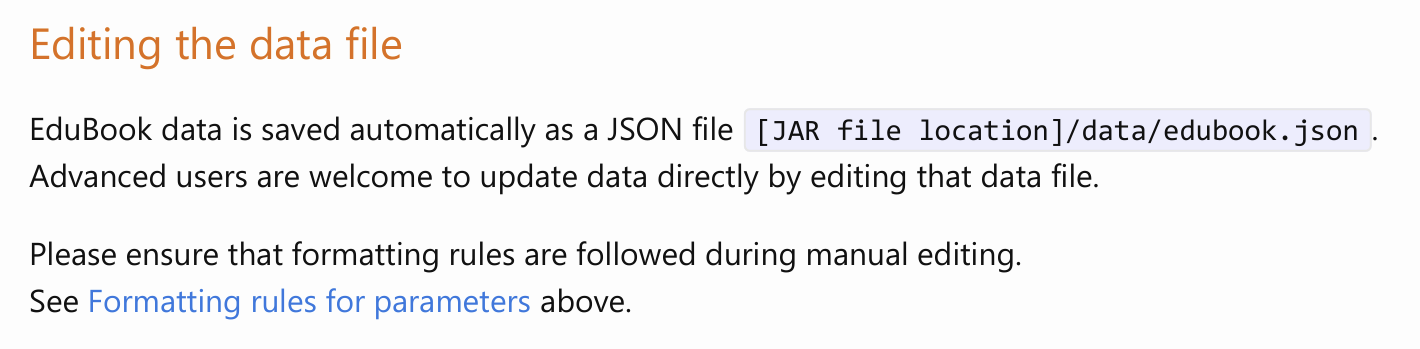 Editing the data file
EduBook data is saved automatically as a JSON file [JAR file location]/data/edubook.json.
Advanced users are welcome to update data directly by editing that data file.
Please ensure that formatting rules are followed during manual editing.
See Formatting rules for parameters above.